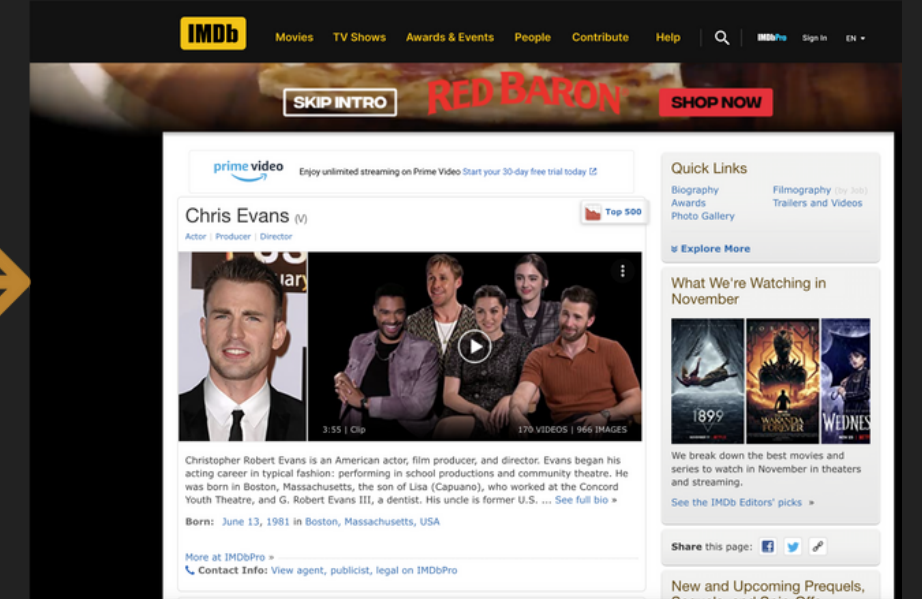 IMDb
Movies TV Shows Awards & Events People Contribute Help IMDbPro Sign In EN
SKIP INTRO RED BARON SHOP NOW
prime video Enjoy unlimited streaming on Prime Video Start your 30-day free trial today
Chris Evans (V)
Top 500
Actor | Producer | Director
uary
3:55 | Clip 170 VIDEOS | 966 IMAGES
Christopher Robert Evans is an American actor, film producer, and director. Evans began his
acting career in typical fashion: performing in school productions and community theatre. He
was born in Boston, Massachusetts, the son of Lisa (Capuano), who worked at the Concord
Youth Theatre, and G. Robert Evans III, a dentist. His uncle is former U.S. ... See full bio »
Born: June 13, 1981 in Boston, Massachusetts, USA
More at IMDbPro »
Contact Info: View agent, publicist, legal on IMDbPro
Quick Links
Biography Filmography (by Job)
Awards Trailers and Videos
Photo Gallery
Explore More
What We're Watching in
November
1899
FOREVER
WAKANDA
FOREVER
WEDNES
We break down the best movies and
series to watch in November in theaters
and streaming.
See the IMDb Editors' picks »
Share this page:
New and Upcoming Prequels,